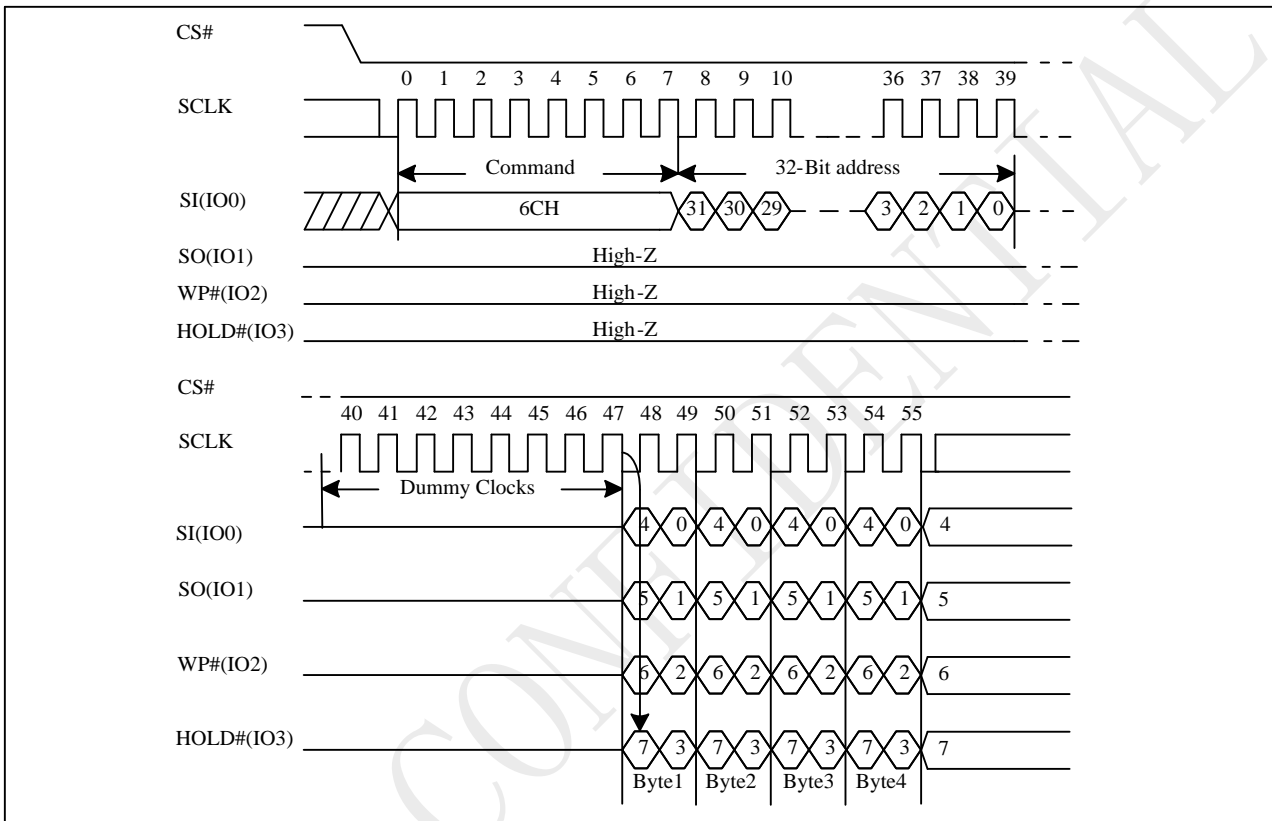 CS#
0 1 2 3 4 5 6 7 8 9 10 36 37 38 39
SCLK
Command 32-Bit address
SI(IO0) 6CH 31 30 29 3 2 1 0
SO(IO1) High-Z
WP#(IO2) High-Z
HOLD#(IO3) High-Z
CS#
40 41 42 43 44 45 46 47 48 49 50 51 52 53 54 55
SCLK
Dummy Clocks
SI(IO0) 4 0 4 0 4 0 4 0 4
SO(IO1) 5 1 5 1 5 1 5 1 5
WP#(IO2) 6 2 6 2 6 2 6 2 6
HOLD#(IO3) 7 3 7 3 7 3 7 3 7
Byte1 Byte2 Byte3 Byte4
CONFIDENTIAL